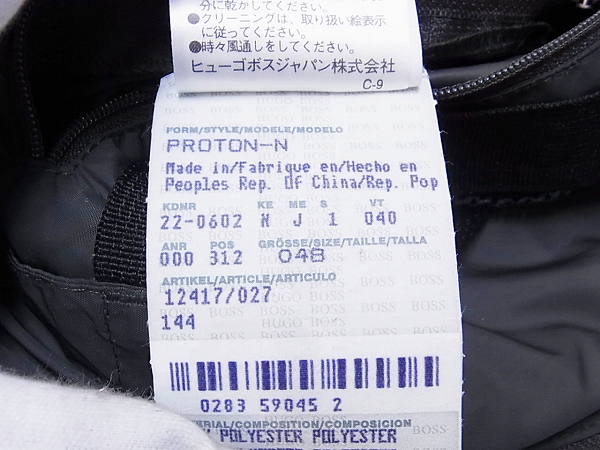 分に乾かしてください。
●クリーニングは、取り扱い絵表示
に従ってください。
●時々風通しをしてください。
ヒューゴボスジャパン株式会社
C-9
BOSS HUGO BOSS
FORM/STYLE/MODELE/MODELO
PROTON-N
Made in/Fabrique en/Hecho en
Peoples Rep. Of China/Rep. Pop
KDNR KE ME S VT
22-0602 N J 1 040
ANR POS GRÖSSE/SIZE/TAILLE/TALLA
000 312 048
ARTIKEL/ARTICLE/ARTICULO
12417/027
144
0283 59045 2
RIAL/COMPOSITION/COMPOSICION
POLYESTER POLYESTER